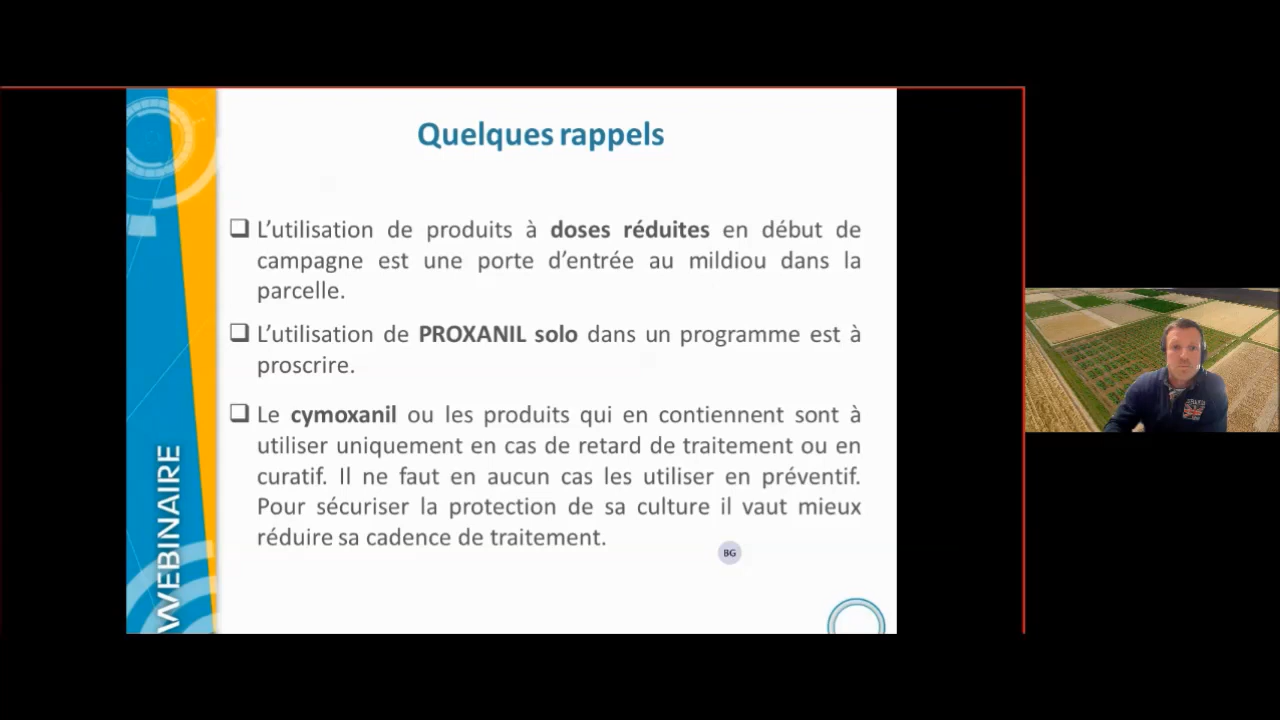 Quelques rappels
L'utilisation de produits à doses réduites en début de
campagne est une porte d'entrée au mildiou dans la
parcelle.
L'utilisation de PROXANIL solo dans un programme est à
proscrire.
Le cymoxanil ou les produits qui en contiennent sont à
utiliser uniquement en cas de retard de traitement ou en
curatif. Il ne faut en aucun cas les utiliser en préventif.
Pour sécuriser la protection de sa culture il vaut mieux
réduire sa cadence de traitement.
BG
WEBINAIRE